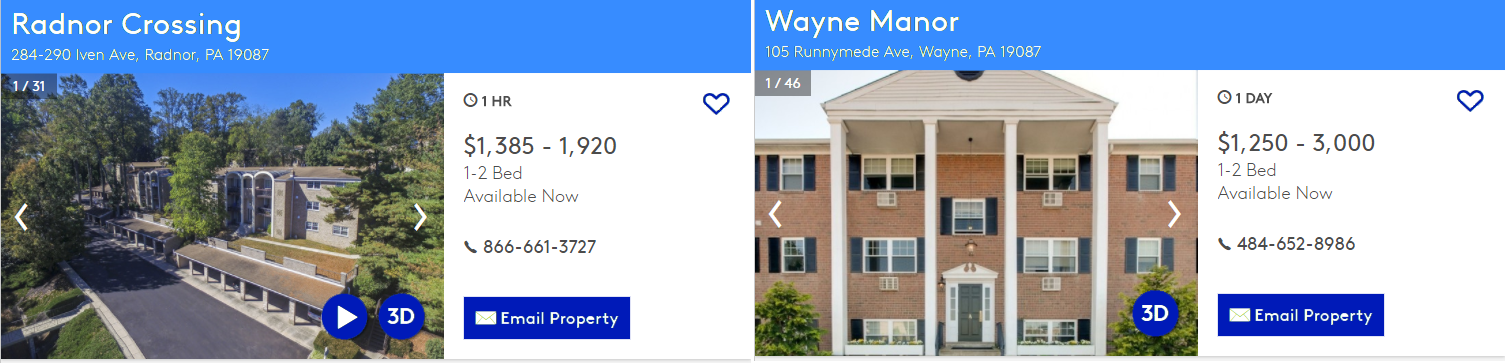 Radnor Crossing
284-290 Iven Ave, Radnor, PA 19087
1 / 31
1 HR
$1,385 - 1,920
1-2 Bed
Available Now
866-661-3727
3D
Email Property
Wayne Manor
105 Runnymede Ave, Wayne, PA 19087
1 / 46
1 DAY
$1,250 - 3,000
1-2 Bed
Available Now
484-652-8986
3D
Email Property